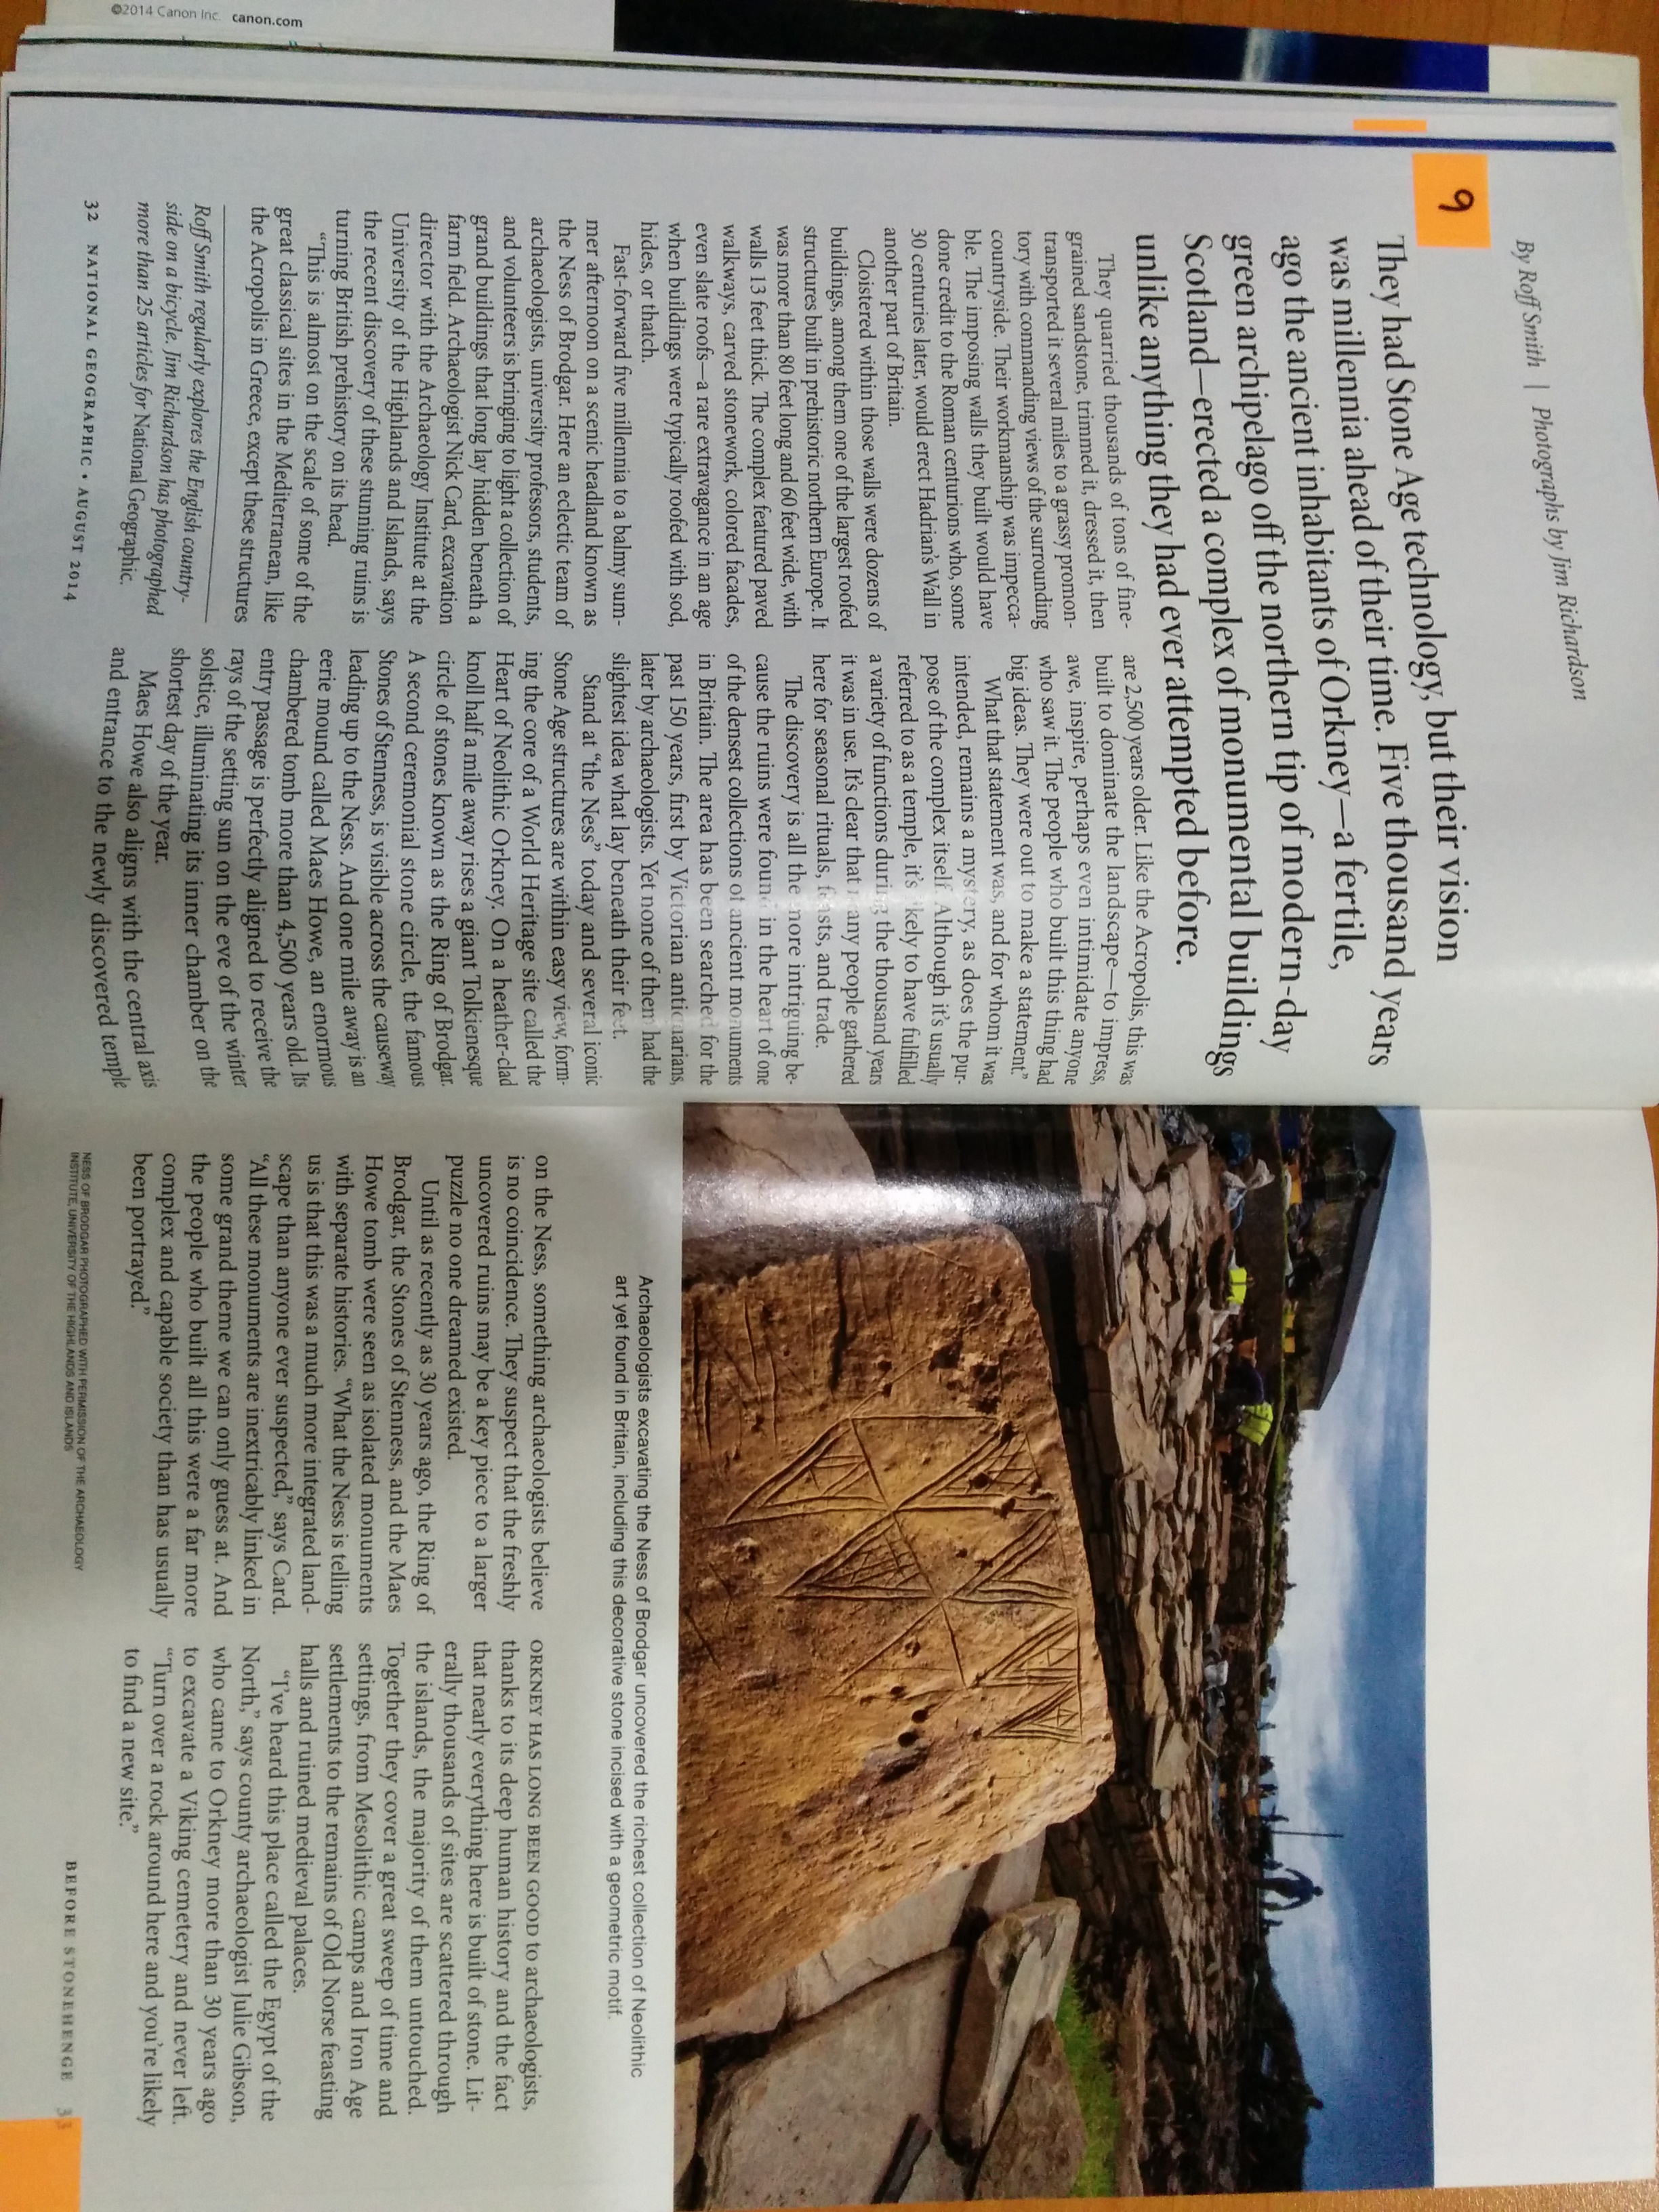 ©2014 Canon Inc. canon.com
9
By Roff Smith | Photographs by Jim Richardson
They had Stone Age technology, but their vision
was millennia ahead of their time. Five thousand years
ago the ancient inhabitants of Orkney—a fertile,
green archipelago off the northern tip of modern-day
Scotland—erected a complex of monumental buildings
unlike anything they had ever attempted before.
They quarried thousands of tons of fine-
grained sandstone, trimmed it, dressed it, then
transported it several miles to a grassy promon-
tory with commanding views of the surrounding
countryside. Their workmanship was impecca-
ble. The imposing walls they built would have
done credit to the Roman centurions who, some
30 centuries later, would erect Hadrian's Wall in
another part of Britain.
Cloistered within those walls were dozens of
buildings, among them one of the largest roofed
structures built in prehistoric northern Europe. It
was more than 80 feet long and 60 feet wide, with
walls 13 feet thick. The complex featured paved
walkways, carved stonework, colored facades,
even slate roofs—a rare extravagance in an age
when buildings were typically roofed with sod,
hides, or thatch.
Fast-forward five millennia to a balmy sum-
mer afternoon on a scenic headland known as
the Ness of Brodgar. Here an eclectic team of
archaeologists, university professors, students,
and volunteers is bringing to light a collection of
grand buildings that long lay hidden beneath a
farm field. Archaeologist Nick Card, excavation
director with the Archaeology Institute at the
University of the Highlands and Islands, says
the recent discovery of these stunning ruins is
turning British prehistory on its head.
“This is almost on the scale of some of the
great classical sites in the Mediterranean, like
the Acropolis in Greece, except these structures
Roff Smith regularly explores the English country-
side on a bicycle. Jim Richardson has photographed
more than 25 articles for National Geographic.
32 NATIONAL GEOGRAPHIC • AUGUST 2014
are 2,500 years older. Like the Acropolis, this was
built to dominate the landscape—to impress,
awe, inspire, perhaps even intimidate anyone
who saw it. The people who built this thing had
big ideas. They were out to make a statement.”
What that statement was, and for whom it was
intended, remains a mystery, as does the pur-
pose of the complex itself. Although it's usually
referred to as a temple, it's likely to have fulfilled
a variety of functions during the thousand years
it was in use. It's clear that many people gathered
here for seasonal rituals, feasts, and trade.
The discovery is all the more intriguing be-
cause the ruins were found in the heart of one
of the densest collections of ancient monuments
in Britain. The area has been searched for the
past 150 years, first by Victorian antiquarians,
later by archaeologists. Yet none of them had the
slightest idea what lay beneath their feet.
Stand at “the Ness” today and several iconic
Stone Age structures are within easy view, form-
ing the core of a World Heritage site called the
Heart of Neolithic Orkney. On a heather-clad
knoll half a mile away rises a giant Tolkienesque
circle of stones known as the Ring of Brodgar.
A second ceremonial stone circle, the famous
Stones of Stenness, is visible across the causeway
leading up to the Ness. And one mile away is an
eerie mound called Maes Howe, an enormous
chambered tomb more than 4,500 years old. Its
entry passage is perfectly aligned to receive the
rays of the setting sun on the eve of the winter
solstice, illuminating its inner chamber on the
shortest day of the year.
Maes Howe also aligns with the central axis
and entrance to the newly discovered temple
Archaeologists excavating the Ness of Brodgar uncovered the richest collection of Neolithic
art yet found in Britain, including this decorative stone incised with a geometric motif.
on the Ness, something archaeologists believe
is no coincidence. They suspect that the freshly
uncovered ruins may be a key piece to a larger
puzzle no one dreamed existed.
Until as recently as 30 years ago, the Ring of
Brodgar, the Stones of Stenness, and the Maes
Howe tomb were seen as isolated monuments
with separate histories. “What the Ness is telling
us is that this was a much more integrated land-
scape than anyone ever suspected,” says Card.
“All these monuments are inextricably linked in
some grand theme we can only guess at. And
the people who built all this were a far more
complex and capable society than has usually
been portrayed.”
NESS OF BRODGAR PHOTOGRAPHED WITH PERMISSION OF THE ARCHAEOLOGY
INSTITUTE, UNIVERSITY OF THE HIGHLANDS AND ISLANDS
ORKNEY HAS LONG BEEN GOOD to archaeologists,
thanks to its deep human history and the fact
that nearly everything here is built of stone. Lit-
erally thousands of sites are scattered through
the islands, the majority of them untouched.
Together they cover a great sweep of time and
settings, from Mesolithic camps and Iron Age
settlements to the remains of Old Norse feasting
halls and ruined medieval palaces.
“I've heard this place called the Egypt of the
North,” says county archaeologist Julie Gibson,
who came to Orkney more than 30 years ago
to excavate a Viking cemetery and never left.
“Turn over a rock around here and you're likely
to find a new site.”
BEFORE STONEHENGE 33